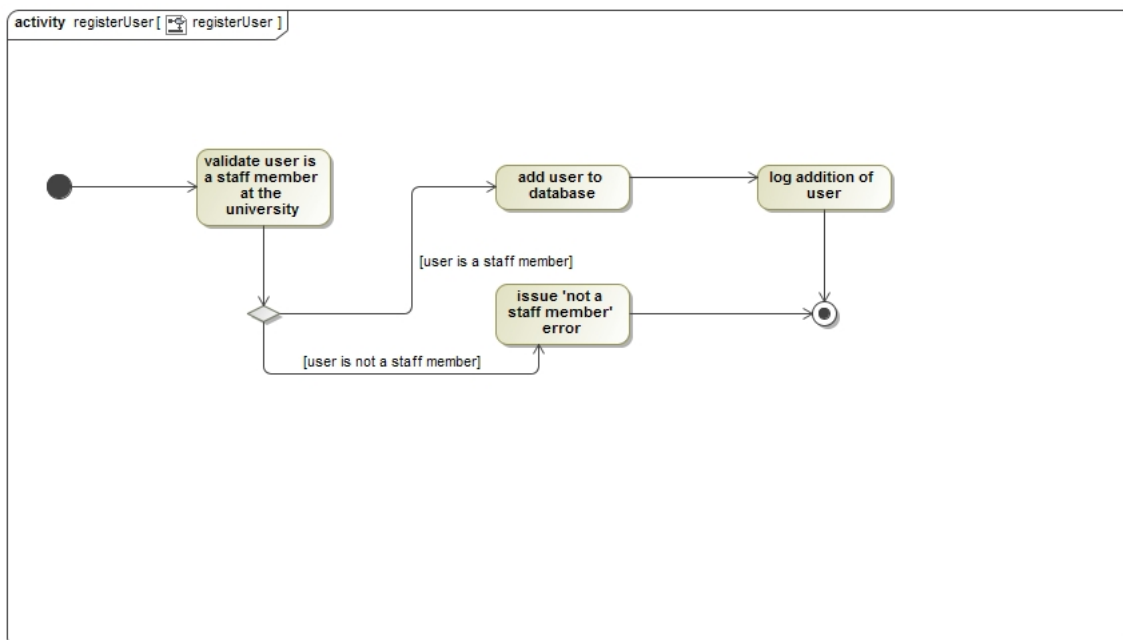 activity registerUser [ registerUser ]
validate user is
a staff member
at the
university
add user to
database
log addition of
user
[user is a staff member]
issue 'not a
staff member'
error
[user is not a staff member]